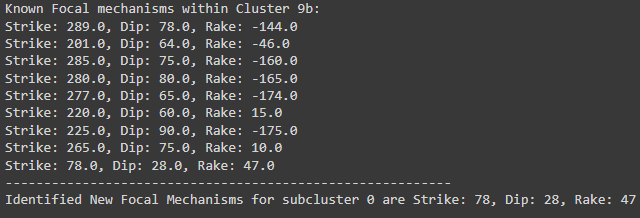 Known Focal mechanisms within Cluster 9b:
Strike: 289.0, Dip: 78.0, Rake: -144.0
Strike: 201.0, Dip: 64.0, Rake: -46.0
Strike: 285.0, Dip: 75.0, Rake: -160.0
Strike: 280.0, Dip: 80.0, Rake: -165.0
Strike: 277.0, Dip: 65.0, Rake: -174.0
Strike: 220.0, Dip: 60.0, Rake: 15.0
Strike: 225.0, Dip: 90.0, Rake: -175.0
Strike: 265.0, Dip: 75.0, Rake: 10.0
Strike: 78.0, Dip: 28.0, Rake: 47.0
-------------------------------------------------------
Identified New Focal Mechanisms for subcluster 0 are Strike: 78, Dip: 28, Rake: 47